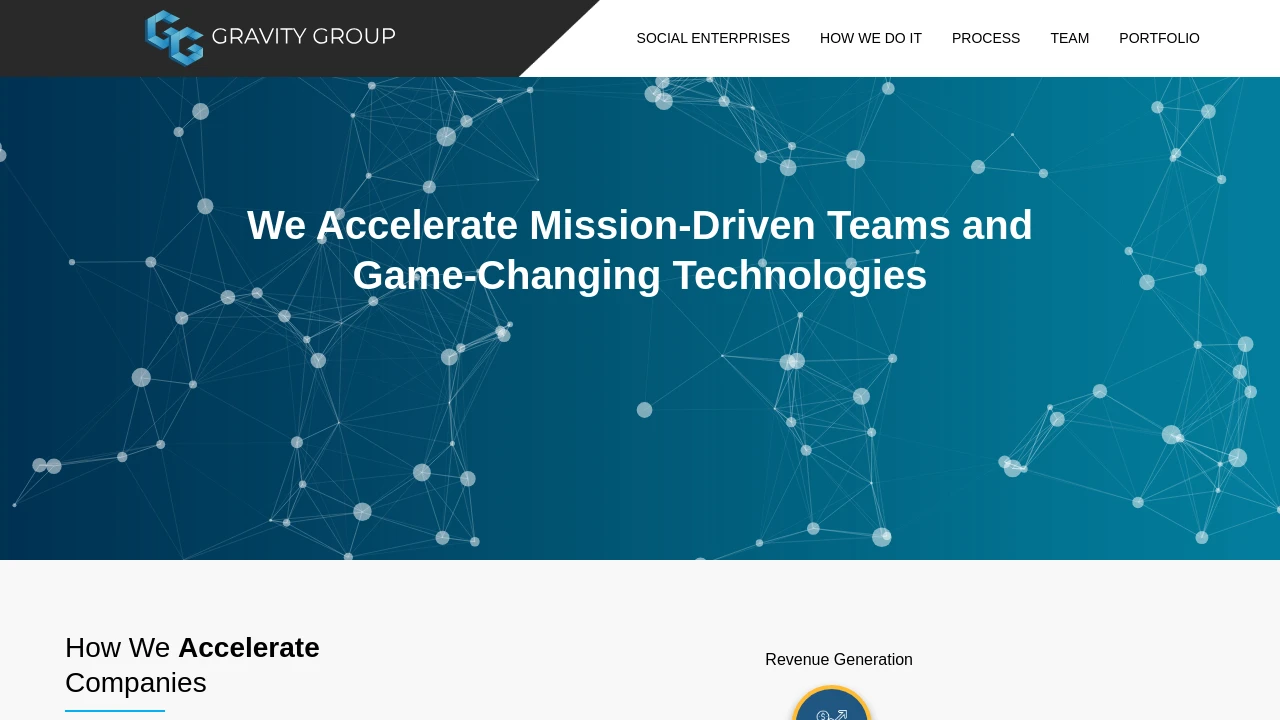 GRAVITY GROUP
SOCIAL ENTERPRISES
HOW WE DO IT
PROCESS
TEAM
PORTFOLIO
We Accelerate Mission-Driven Teams and
Game-Changing Technologies
How We Accelerate
Companies
Revenue Generation